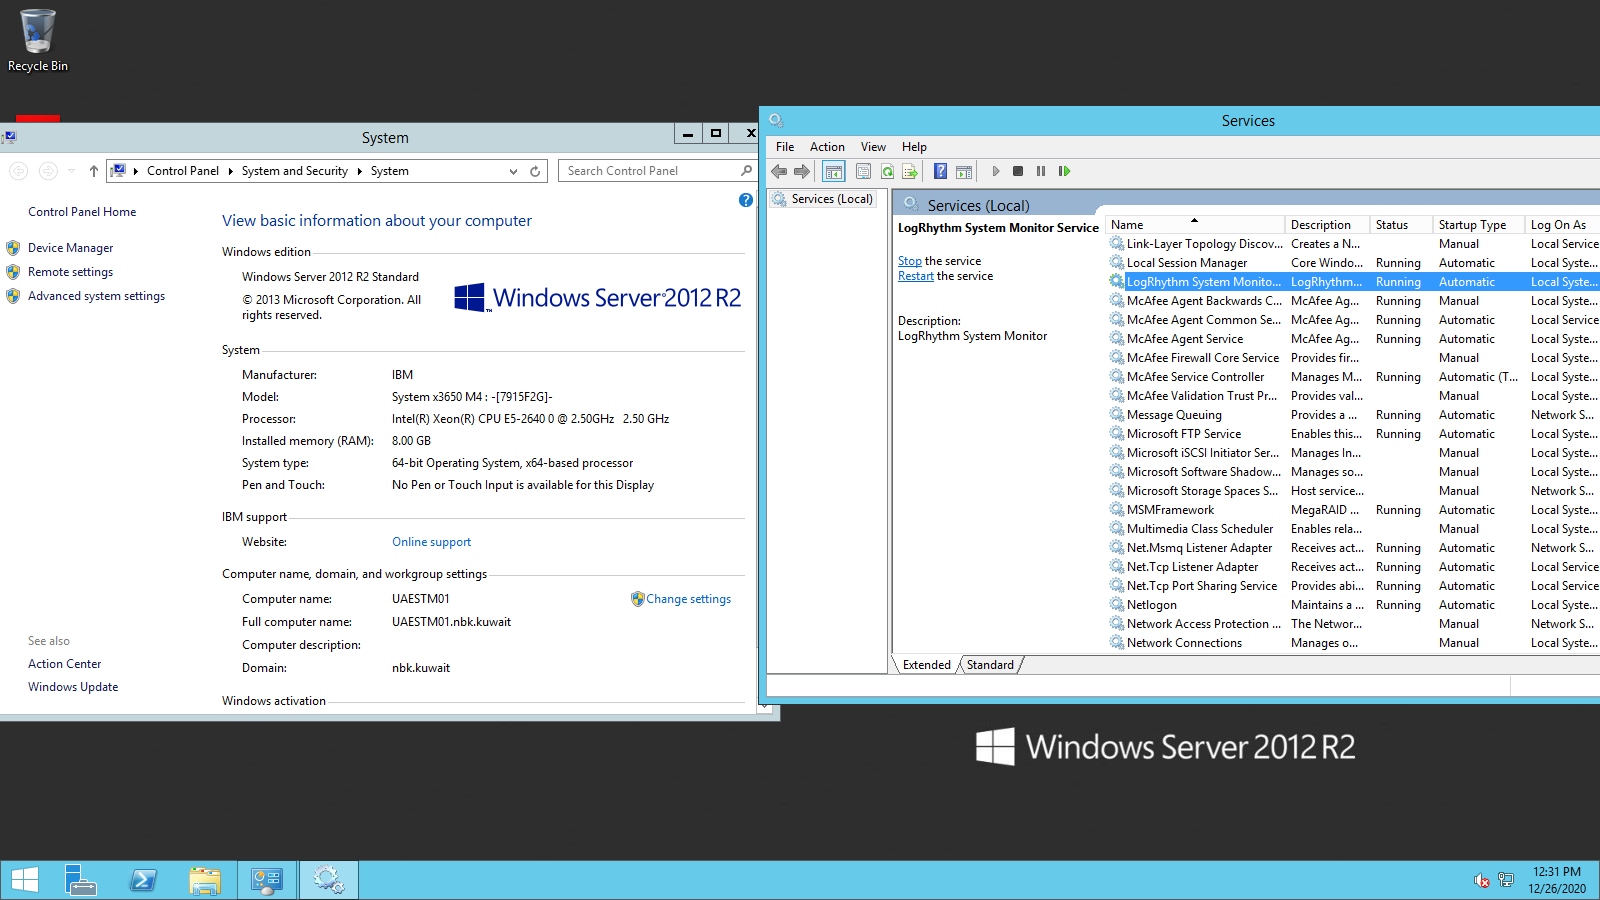 Recycle Bin
System
Control Panel
System and Security
System
Search Control Panel
Control Panel Home
Device Manager
Remote settings
Advanced system settings
See also
Action Center
Windows Update
View basic information about your computer
Windows edition
Windows Server 2012 R2 Standard
© 2013 Microsoft Corporation. All
rights reserved.
Windows Server 2012 R2
System
Manufacturer: IBM
Model: System x3650 M4 : -[7915F2G]-
Processor: Intel(R) Xeon(R) CPU E5-2640 0 @ 2.50GHz 2.50 GHz
Installed memory (RAM): 8.00 GB
System type: 64-bit Operating System, x64-based processor
Pen and Touch: No Pen or Touch Input is available for this Display
IBM support
Website: Online support
Computer name, domain, and workgroup settings
Computer name: UAESTM01 Change settings
Full computer name: UAESTM01.nbk.kuwait
Computer description:
Domain: nbk.kuwait
Windows activation
Services
File Action View Help
Services (Local)
Services (Local)
LogRhythm System Monitor Service
Stop the service
Restart the service
Description:
LogRhythm System Monitor
Name Description Status Startup Type Log On As
Link-Layer Topology Discov... Creates a N... Manual Local Service
Local Session Manager Core Windo... Running Automatic Local Syste...
LogRhythm System Monito... LogRhythm... Running Automatic Local Syste...
McAfee Agent Backwards C... McAfee Ag... Running Manual Local Syste...
McAfee Agent Common Se... McAfee Ag... Running Automatic Local Service
McAfee Agent Service McAfee Ag... Running Automatic Local Syste...
McAfee Firewall Core Service Provides fir... Manual Local Syste...
McAfee Service Controller Manages M... Running Automatic (T... Local Syste...
McAfee Validation Trust Pr... Provides val... Manual Local Syste...
Message Queuing Provides a ... Running Automatic Network S...
Microsoft FTP Service Enables this... Running Automatic Local Syste...
Microsoft iSCSI Initiator Ser... Manages In... Manual Local Syste...
Microsoft Software Shadow... Manages so... Manual Local Syste...
Microsoft Storage Spaces S... Host service... Manual Network S...
MSMFramework MegaRAID ... Running Automatic Local Syste...
Multimedia Class Scheduler Enables rela... Manual Local Syste...
Net.Msmq Listener Adapter Receives act... Running Automatic Network S...
Net.Tcp Listener Adapter Receives act... Running Automatic Local Service
Net.Tcp Port Sharing Service Provides abi... Running Automatic Local Service
Netlogon Maintains a ... Running Automatic Local Syste...
Network Access Protection ... The Networ... Manual Network S...
Network Connections Manages o... Manual Local Syste...
Extended Standard
Windows Server 2012 R2
12:31 PM
12/26/2020